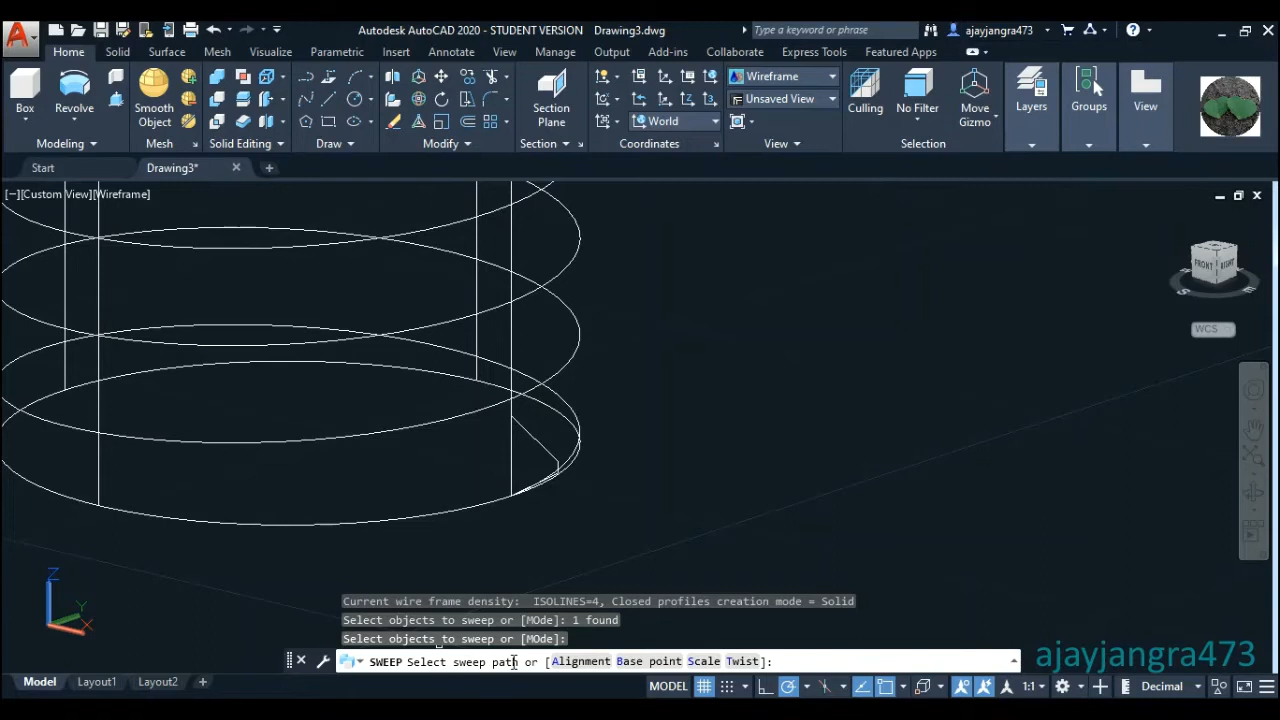 Autodesk AutoCAD 2020 - STUDENT VERSION Drawing3.dwg
Type a keyword or phrase
ajayjangra473
Home Solid Surface Mesh Visualize Parametric Insert Annotate View Manage Output Add-ins Collaborate Express Tools Featured Apps
Box
Revolve
Smooth Object
Section Plane
Wireframe
Unsaved View
World
Culling
No Filter
Move Gizmo
Layers
Groups
View
Modeling
Mesh
Solid Editing
Draw
Modify
Section
Coordinates
View
Selection
Start
Drawing3*
[−][Custom View][Wireframe]
FRONT
RIGHT
S
E
WCS
Z
Y
X
Current wire frame density: ISOLINES=4, Closed profiles creation mode = Solid
Select objects to sweep or [MOde]: 1 found
Select objects to sweep or [MOde]:
SWEEP Select sweep path or [Alignment Base point Scale Twist]:
ajayjangra473
Model
Layout1
Layout2
MODEL
1:1
Decimal